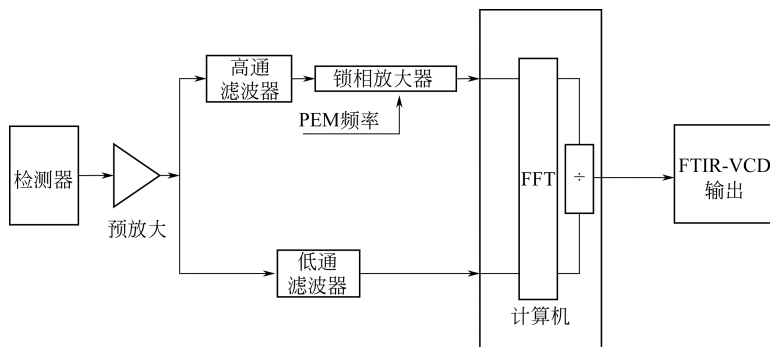 检测器
预放大
高通
滤波器
锁相放大器
PEM频率
低通
滤波器
FFT
÷
计算机
FTIR-VCD
输出